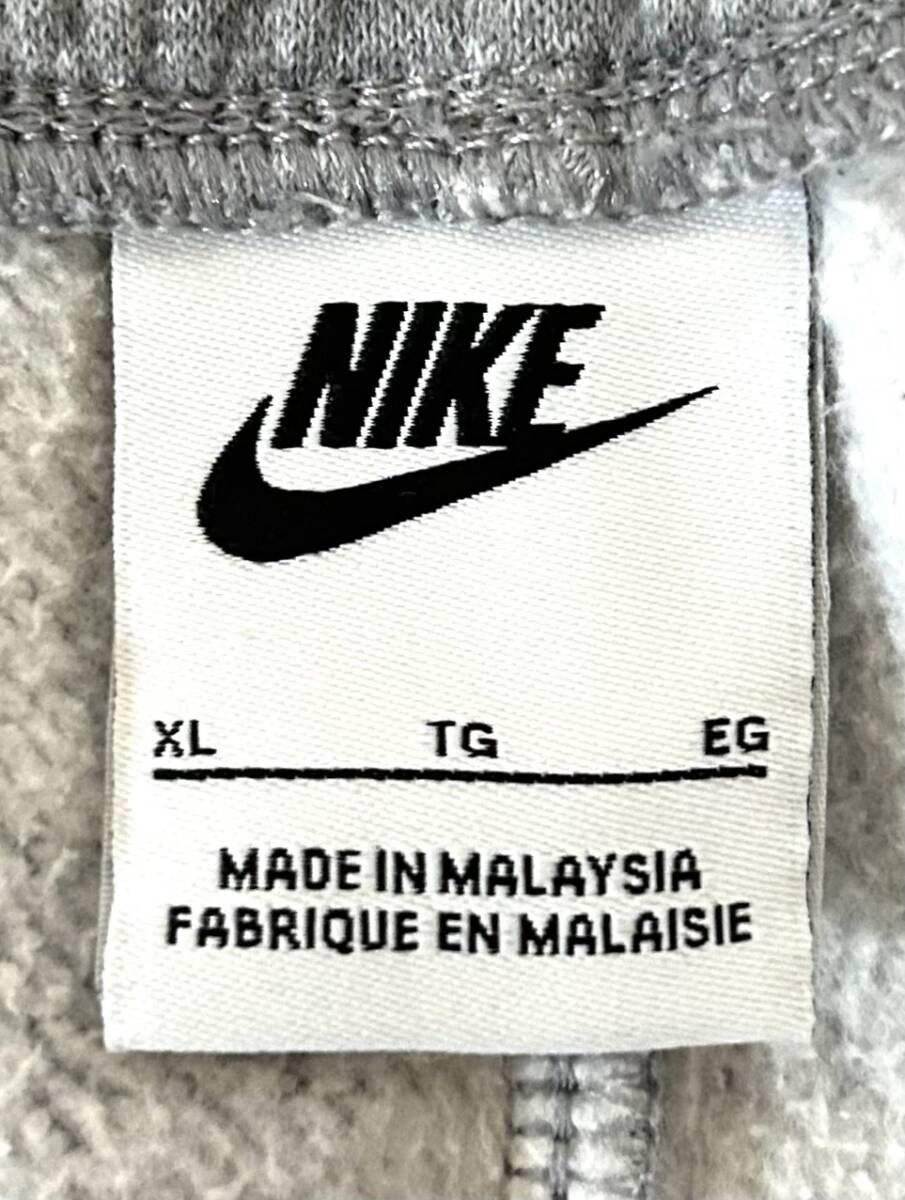 NIKE
XL TG EG
MADE IN MALAYSIA
FABRIQUE EN MALAISIE